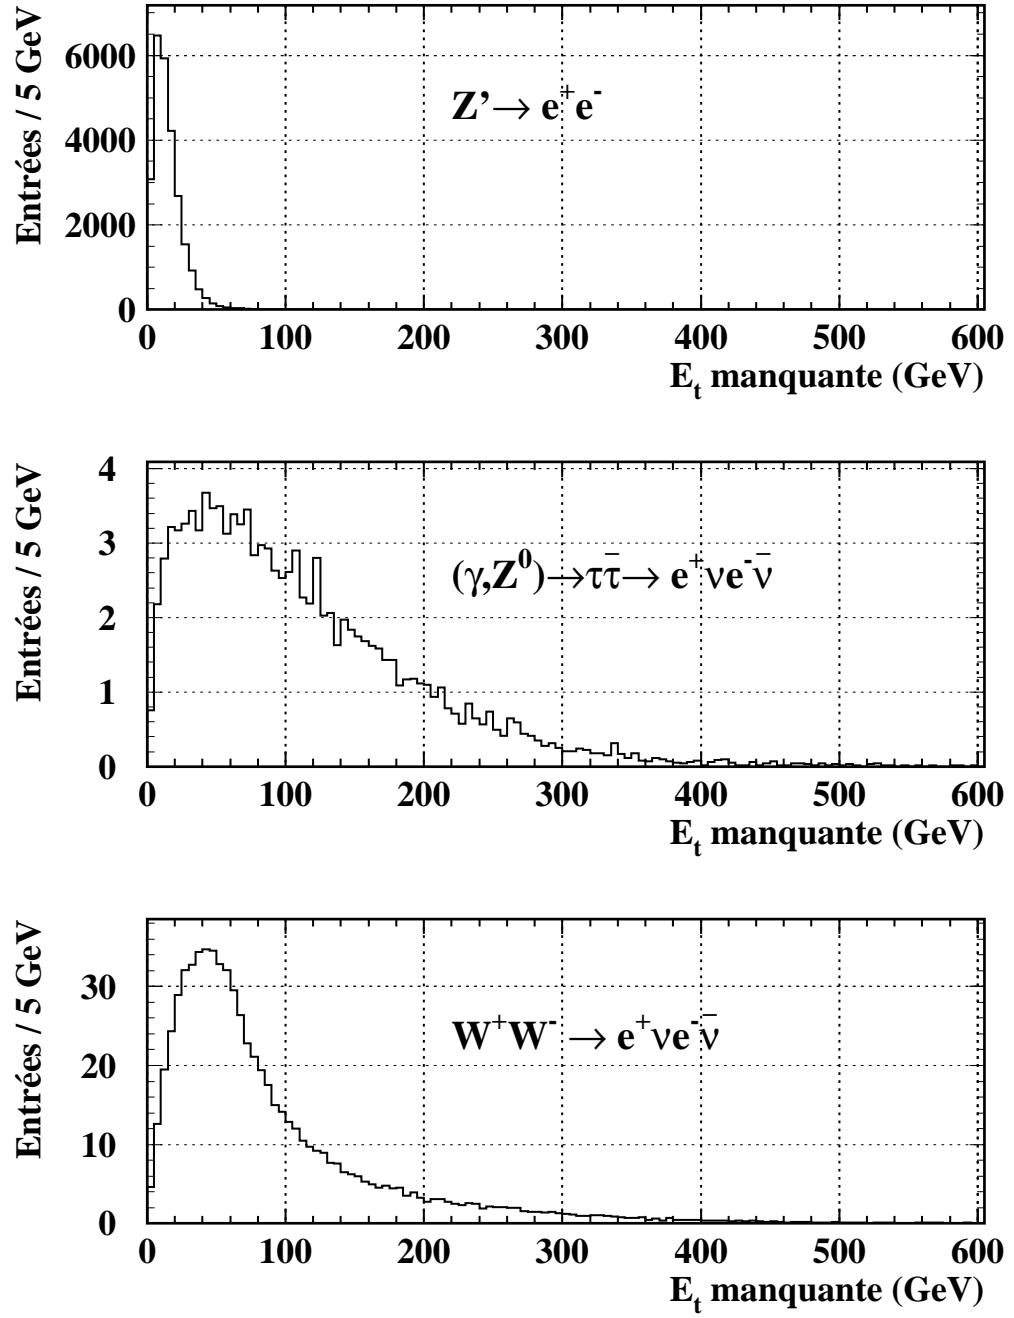 Entrées / 5 GeV
6000
4000
2000
0
Z’→ e⁺e⁻
0 100 200 300 400 500 600
Eₜ manquante (GeV)
Entrées / 5 GeV
4
3
2
1
0
(γ,Z⁰)→ττ̄→ e⁺νe⁻ν̄
0 100 200 300 400 500 600
Eₜ manquante (GeV)
Entrées / 5 GeV
30
20
10
0
W⁺W⁻ → e⁺νe⁻ν̄
0 100 200 300 400 500 600
Eₜ manquante (GeV)